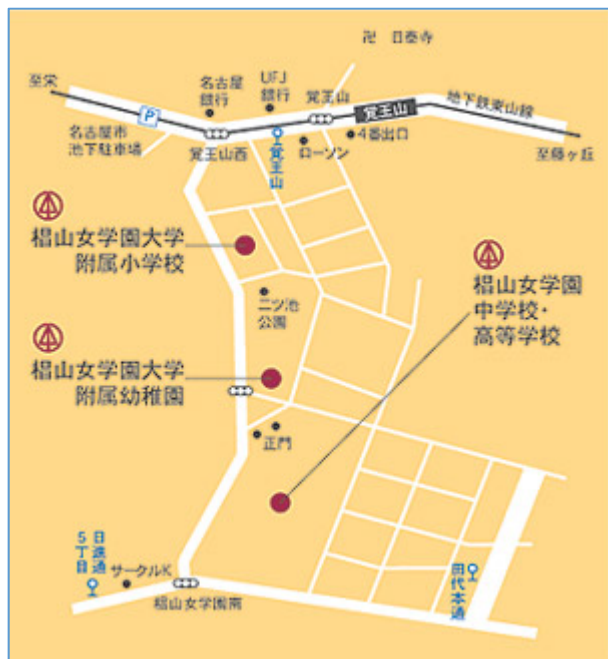 卍 日泰寺
至栄
名古屋
銀行
UFJ
銀行
覚王山
覚王山
地下鉄東山線
P
名古屋市
池下駐車場
覚王山西
覚王山
ローソン
4番出口
至藤ヶ丘
椙山女学園大学
附属小学校
椙山女学園
中学校・
高等学校
二ツ池
公園
椙山女学園大学
附属幼稚園
正門
日進通
5丁目
サークルK
椙山女学園南
田代本通